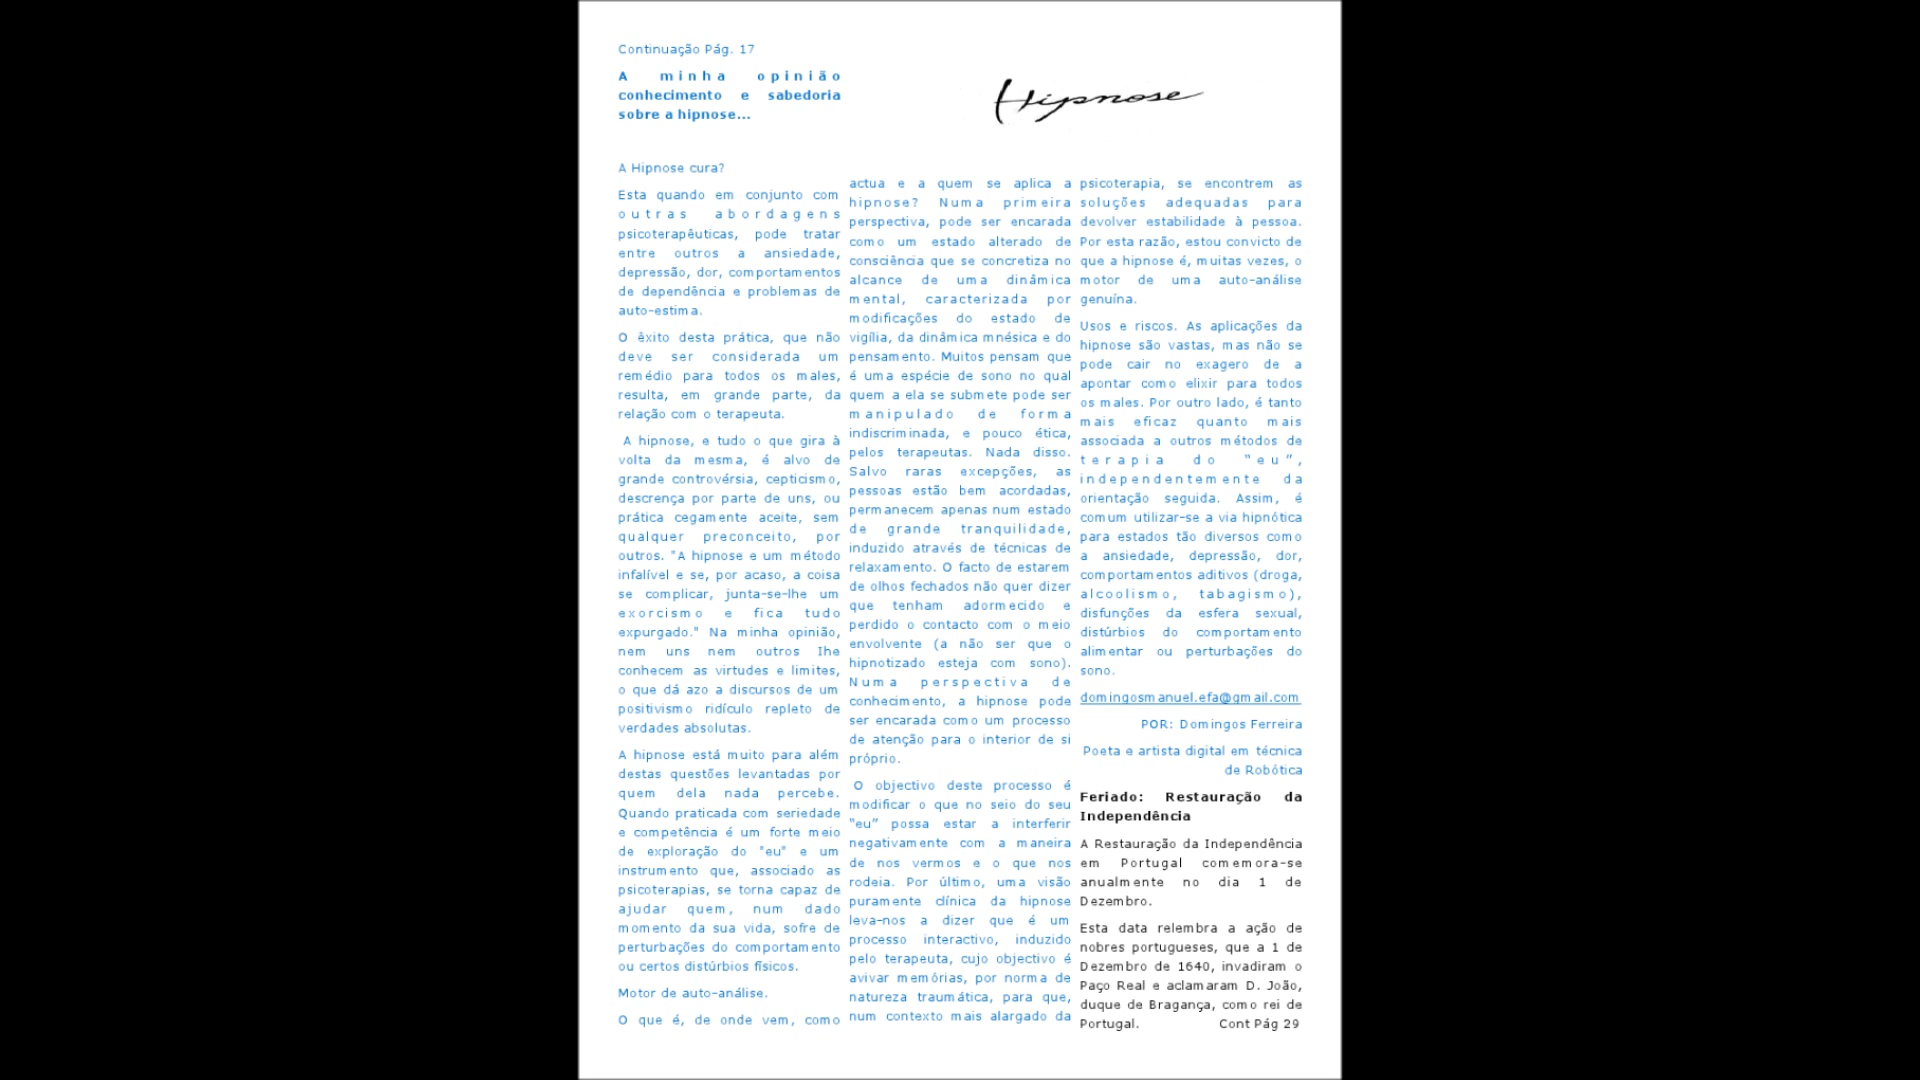 Continuação Pág. 17
A minha opinião
conhecimento e sabedoria
sobre a hipnose...
Hipnose
A Hipnose cura?
Esta quando em conjunto com
outras abordagens
psicoterapêuticas, pode tratar
entre outros a ansiedade,
depressão, dor, comportamentos
de dependência e problemas de
auto-estima.
O êxito desta prática, que não
deve ser considerada um
remédio para todos os males,
resulta, em grande parte, da
relação com o terapeuta.
A hipnose, e tudo o que gira à
volta da mesma, é alvo de
grande controvérsia, cepticismo,
descrença por parte de uns, ou
prática cegamente aceite, sem
qualquer preconceito, por
outros. "A hipnose e um método
infalível e se, por acaso, a coisa
se complicar, junta-se-lhe um
exorcismo e fica tudo
expurgado." Na minha opinião,
nem uns nem outros lhe
conhecem as virtudes e limites,
o que dá azo a discursos de um
positivismo ridículo repleto de
verdades absolutas.
A hipnose está muito para além
destas questões levantadas por
quem dela nada percebe.
Quando praticada com seriedade
e competência é um forte meio
de exploração do "eu" e um
instrumento que, associado as
psicoterapias, se torna capaz de
ajudar quem, num dado
momento da sua vida, sofre de
perturbações do comportamento
ou certos distúrbios físicos.
Motor de auto-análise.
O que é, de onde vem, como
actua e a quem se aplica a
hipnose? Numa primeira
perspectiva, pode ser encarada
como um estado alterado de
consciência que se concretiza no
alcance de uma dinâmica
mental, caracterizada por
modificações do estado de
vigília, da dinâmica mnésica e do
pensamento. Muitos pensam que
é uma espécie de sono no qual
quem a ela se submete pode ser
manipulado de forma
indiscriminada, e pouco ética,
pelos terapeutas. Nada disso.
Salvo raras excepções, as
pessoas estão bem acordadas,
permanecem apenas num estado
de grande tranquilidade,
induzido através de técnicas de
relaxamento. O facto de estarem
de olhos fechados não quer dizer
que tenham adormecido e
perdido o contacto com o meio
envolvente (a não ser que o
hipnotizado esteja com sono).
Numa perspectiva de
conhecimento, a hipnose pode
ser encarada como um processo
de atenção para o interior de si
próprio.
O objectivo deste processo é
modificar o que no seio do seu
“eu” possa estar a interferir
negativamente com a maneira
de nos vermos e o que nos
rodeia. Por último, uma visão
puramente clínica da hipnose
leva-nos a dizer que é um
processo interactivo, induzido
pelo terapeuta, cujo objectivo é
avivar memórias, por norma de
natureza traumática, para que,
num contexto mais alargado da
psicoterapia, se encontrem as
soluções adequadas para
devolver estabilidade à pessoa.
Por esta razão, estou convicto de
que a hipnose é, muitas vezes, o
motor de uma auto-análise
genuína.
Usos e riscos. As aplicações da
hipnose são vastas, mas não se
pode cair no exagero de a
apontar como elixir para todos
os males. Por outro lado, é tanto
mais eficaz quanto mais
associada a outros métodos de
terapia do “eu”,
independentemente da
orientação seguida. Assim, é
comum utilizar-se a via hipnótica
para estados tão diversos como
a ansiedade, depressão, dor,
comportamentos aditivos (droga,
alcoolismo, tabagismo),
disfunções da esfera sexual,
distúrbios do comportamento
alimentar ou perturbações do
sono.
domingosmanuel.efa@gmail.com
POR: Domingos Ferreira
Poeta e artista digital em técnica
de Robótica
Feriado: Restauração da
Independência
A Restauração da Independência
em Portugal comemora-se
anualmente no dia 1 de
Dezembro.
Esta data relembra a ação de
nobres portugueses, que a 1 de
Dezembro de 1640, invadiram o
Paço Real e aclamaram D. João,
duque de Bragança, como rei de
Portugal. Cont Pág 29